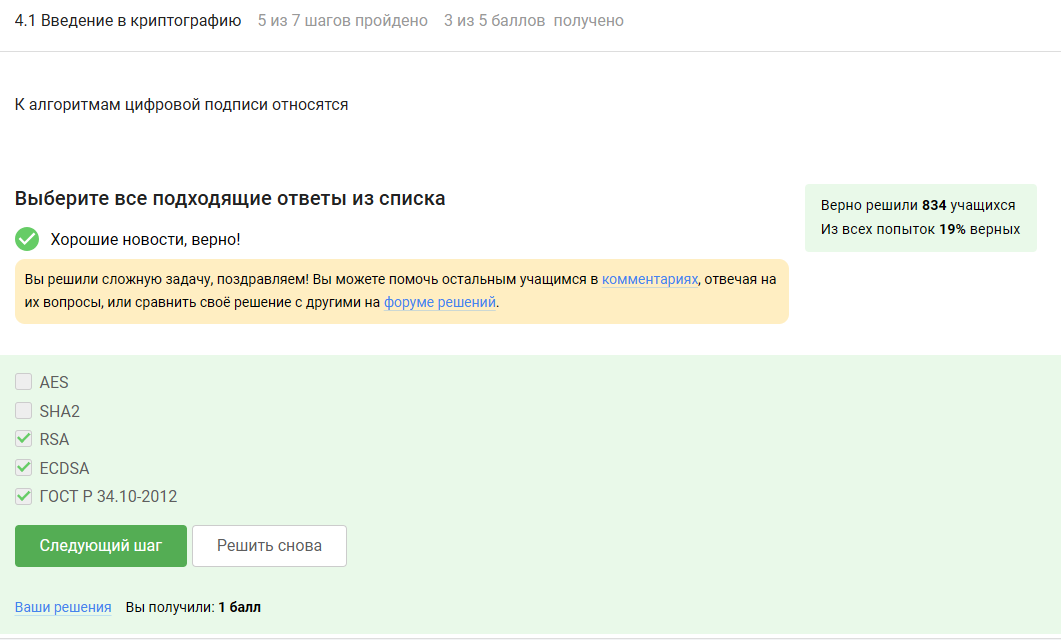 4.1 Введение в криптографию 5 из 7 шагов пройдено 3 из 5 баллов получено
К алгоритмам цифровой подписи относятся
Выберите все подходящие ответы из списка
Верно решили 834 учащихся
Из всех попыток 19% верных
Хорошие новости, верно!
Вы решили сложную задачу, поздравляем! Вы можете помочь остальным учащимся в комментариях, отвечая на
их вопросы, или сравнить своё решение с другими на форуме решений.
AES
SHA2
RSA
ECDSA
ГОСТ Р 34.10-2012
Следующий шаг Решить снова
Ваши решения Вы получили: 1 балл